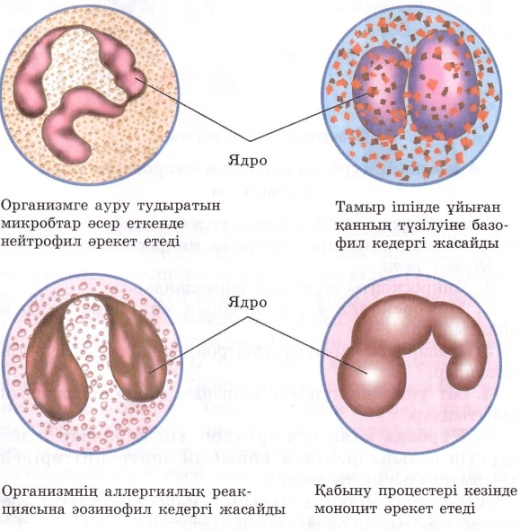 Ядро
Организмге ауру тудыратын
микробтар әсер еткенде
нейтрофил әрекет етеді
Тамыр ішінде ұйыған
қанның түзілуіне базо-
фил кедергі жасайды
Ядро
Организмнің аллергиялық реак-
циясына эозинофил кедергі жасайды
Қабыну процестері кезінде
моноцит әрекет етеді